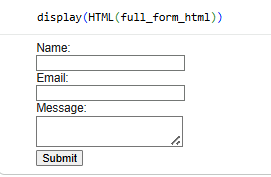 display(HTML(full_form_html))
Name:
Email:
Message:
Submit